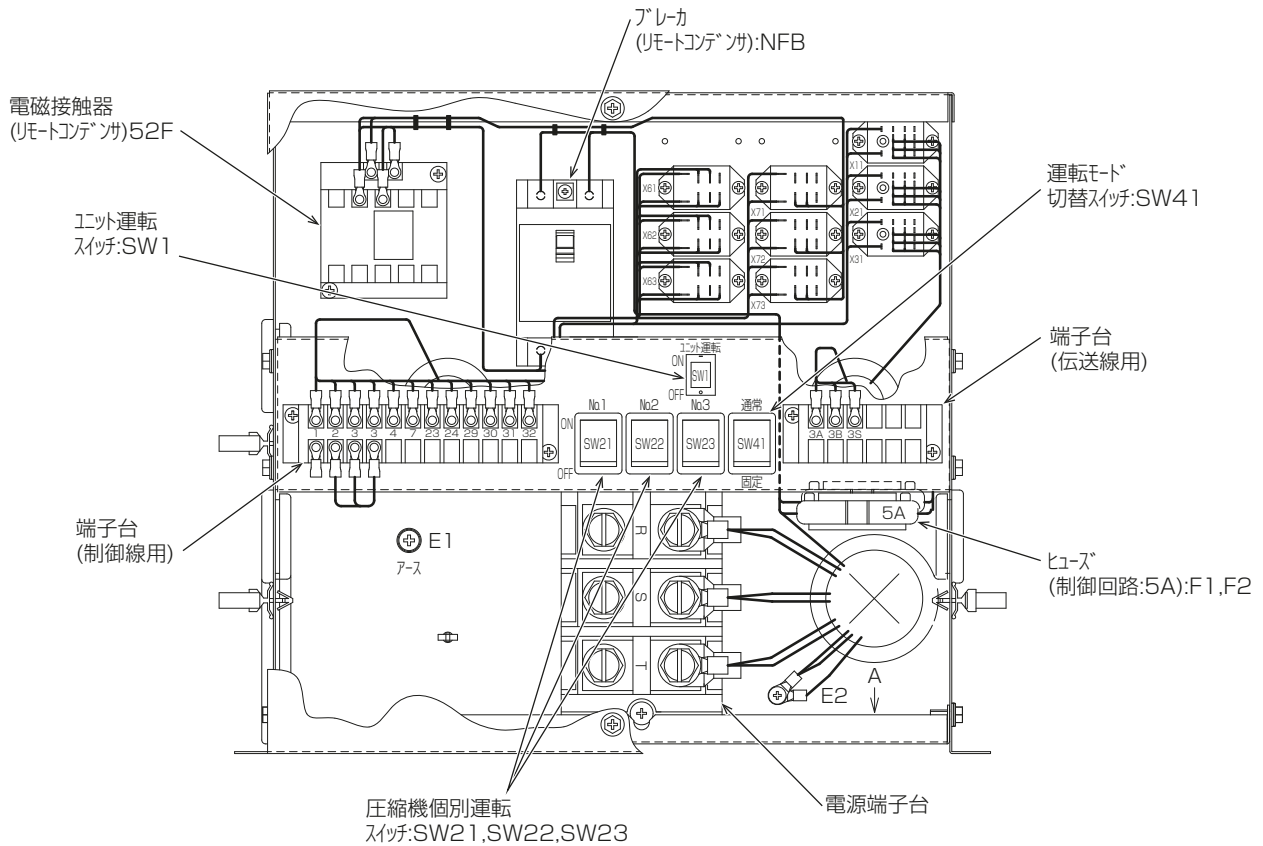 ブレーカ
(リモートコンデンサ):NFB
電磁接触器
(リモートコンデンサ)52F
運転モード
切替スイッチ:SW41
ユニット運転
スイッチ:SW1
X61
X62
X63
X71
X72
X73
X11
X21
X31
端子台
(伝送線用)
ユニット運転
ON
SW1
OFF
No.1
No.2
No.3
通常
ON
SW21
SW22
SW23
SW41
OFF
固定
1 2 3 3 4 7 23 24 29 30 31 32
3A 3B 3S
端子台
(制御線用)
5A
E1
アース
R
S
T
ヒューズ
(制御回路:5A):F1,F2
A
E2
電源端子台
圧縮機個別運転
スイッチ:SW21,SW22,SW23